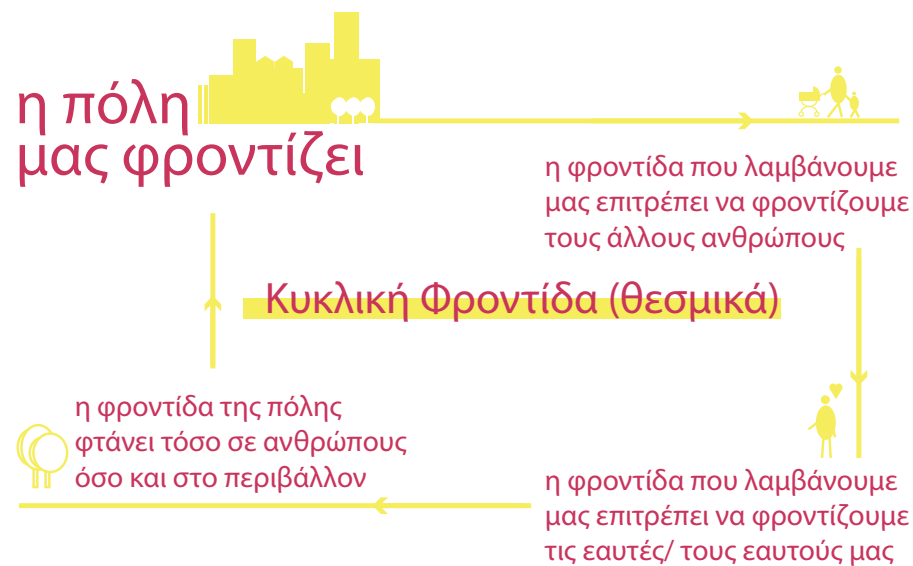 η πόλη
μας φροντίζει
η φροντίδα που λαμβάνουμε
μας επιτρέπει να φροντίζουμε
τους άλλους ανθρώπους
Κυκλική Φροντίδα (θεσμικά)
η φροντίδα της πόλης
φτάνει τόσο σε ανθρώπους
όσο και στο περιβάλλον
η φροντίδα που λαμβάνουμε
μας επιτρέπει να φροντίζουμε
τις εαυτές/ τους εαυτούς μας